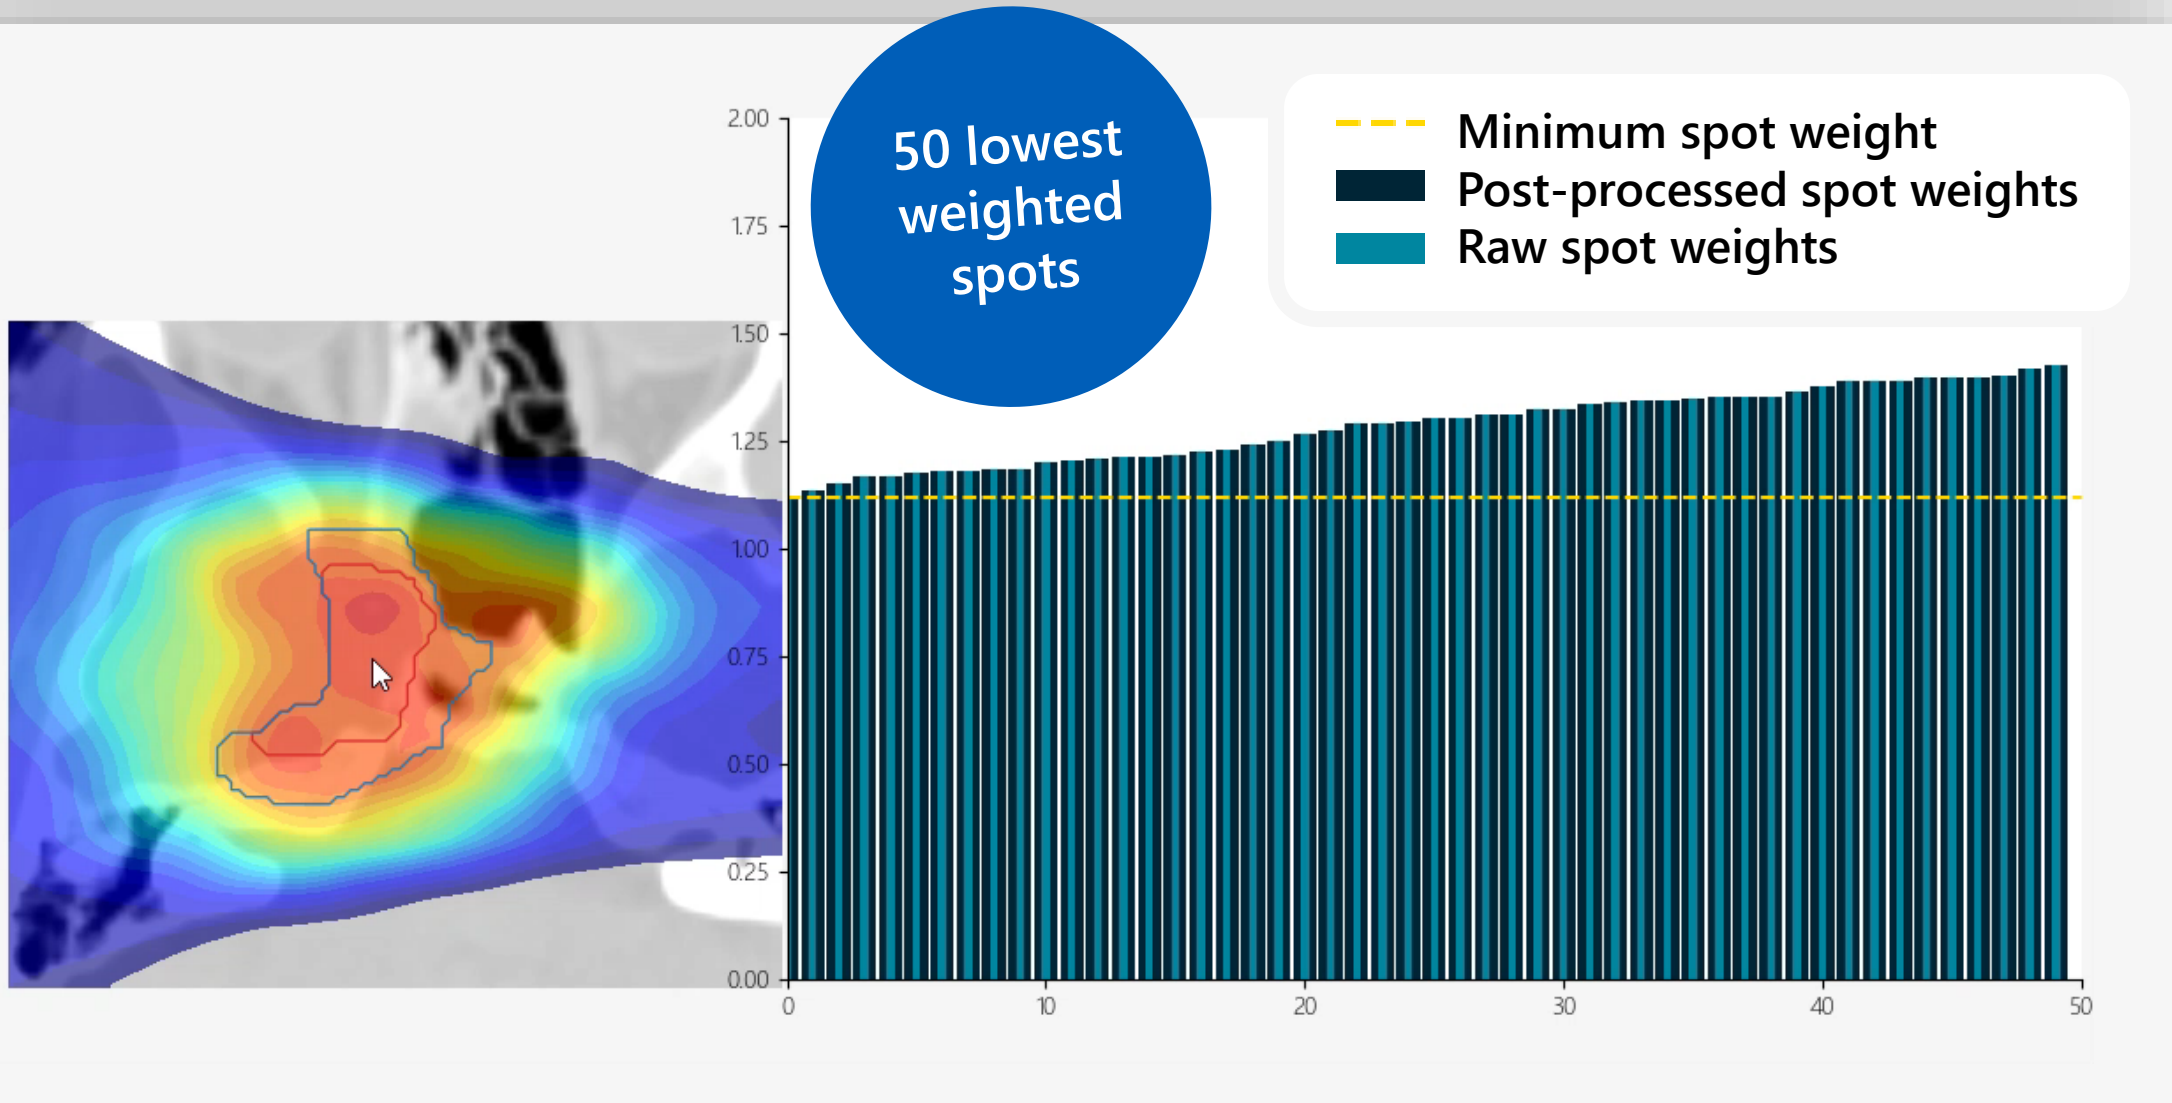 50 lowest
weighted
spots
Minimum spot weight
Post-processed spot weights
Raw spot weights
2.00
1.75
1.50
1.25
1.00
0.75
0.50
0.25
0.00
0 10 20 30 40 50